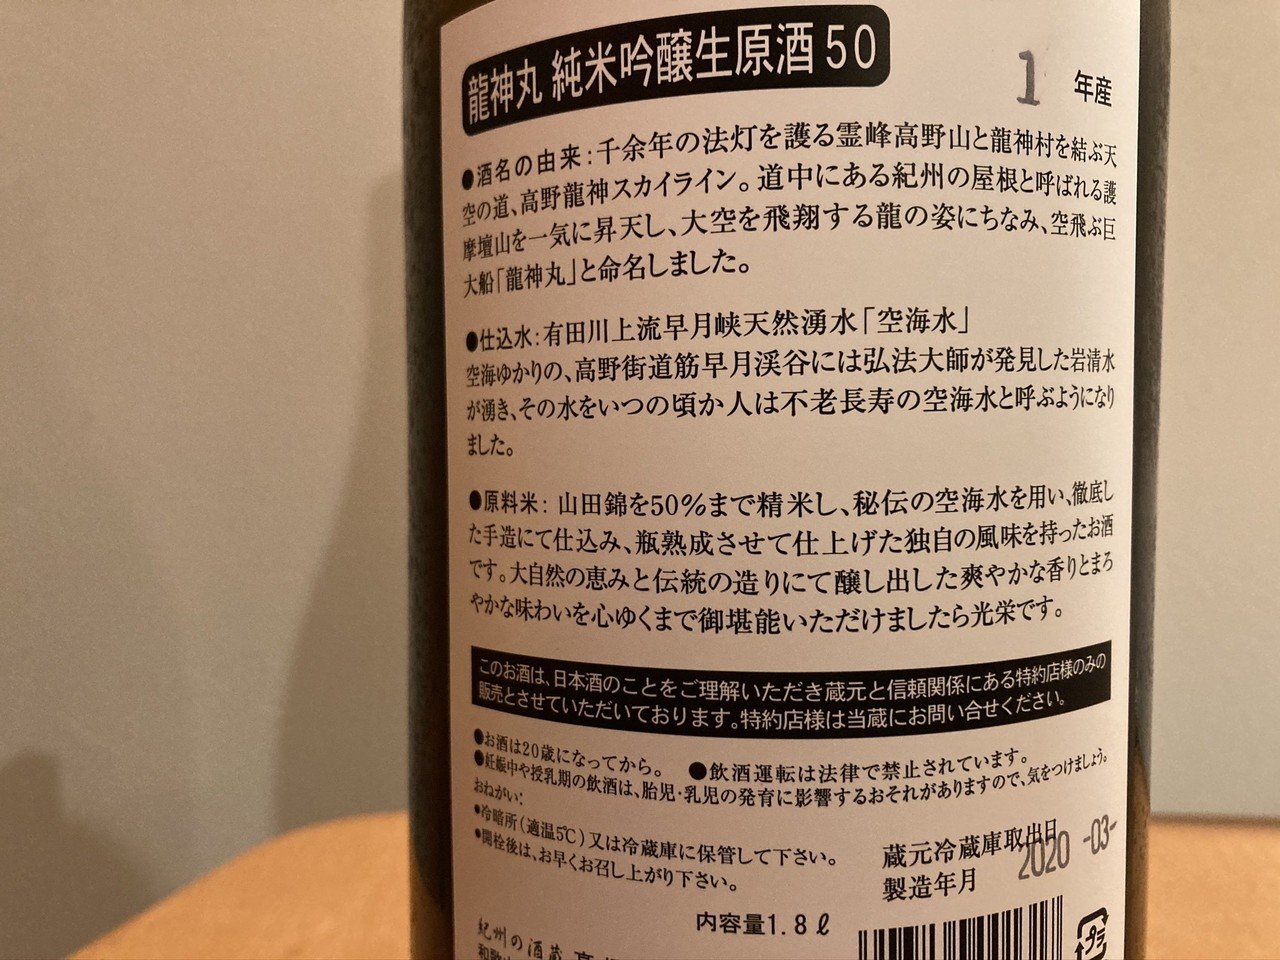 龍神丸 純米吟醸生原酒50
1 年産
●酒名の由来：千余年の法灯を護る霊峰高野山と龍神村を結ぶ天
空の道、高野龍神スカイライン。道中にある紀州の屋根と呼ばれる護
摩壇山を一気に昇天し、大空を飛翔する龍の姿にちなみ、空飛ぶ巨
大船「龍神丸」と命名しました。
●仕込水：有田川上流早月峡天然湧水「空海水」
空海ゆかりの、高野街道筋早月渓谷には弘法大師が発見した岩清水
が湧き、その水をいつの頃か人は不老長寿の空海水と呼ぶようになり
ました。
●原料米：山田錦を50％まで精米し、秘伝の空海水を用い、徹底し
た手造にて仕込み、瓶熟成させて仕上げた独自の風味を持ったお酒
です。大自然の恵みと伝統の造りにて醸し出した爽やかな香りとまろ
やかな味わいを心ゆくまで御堪能いただけましたら光栄です。
このお酒は、日本酒のことをご理解いただき蔵元と信頼関係にある特約店様のみの
販売とさせていただいております。特約店様は当蔵にお問い合せください。
●お酒は20歳になってから。 ●飲酒運転は法律で禁止されています。
●妊娠中や授乳期の飲酒は、胎児・乳児の発育に影響するおそれがありますので、気をつけましょう。
おねがい：
●冷暗所（適温5℃）又は冷蔵庫に保管して下さい。
●開栓後は、お早くお召し上がり下さい。
蔵元冷蔵庫取出日
2020 -03-
製造年月
内容量1.8ℓ
紀州の酒蔵
和歌山
プラ